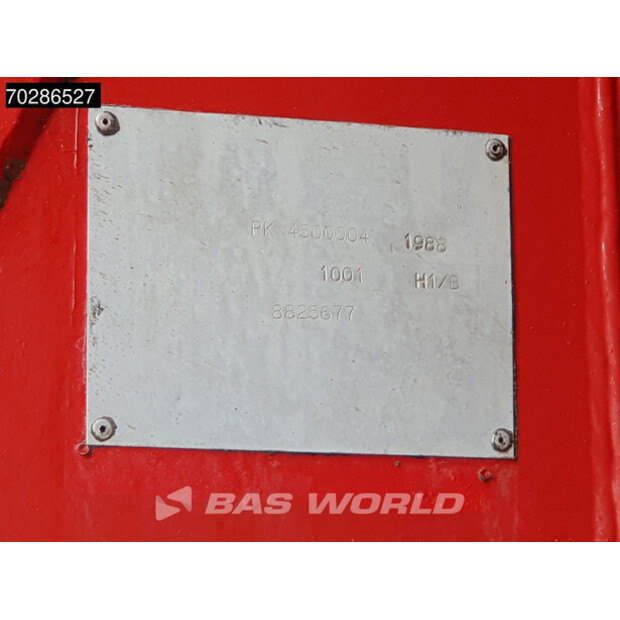 70286527
PK 4500004 1988
1001 H1/B
8825677
BAS WORLD